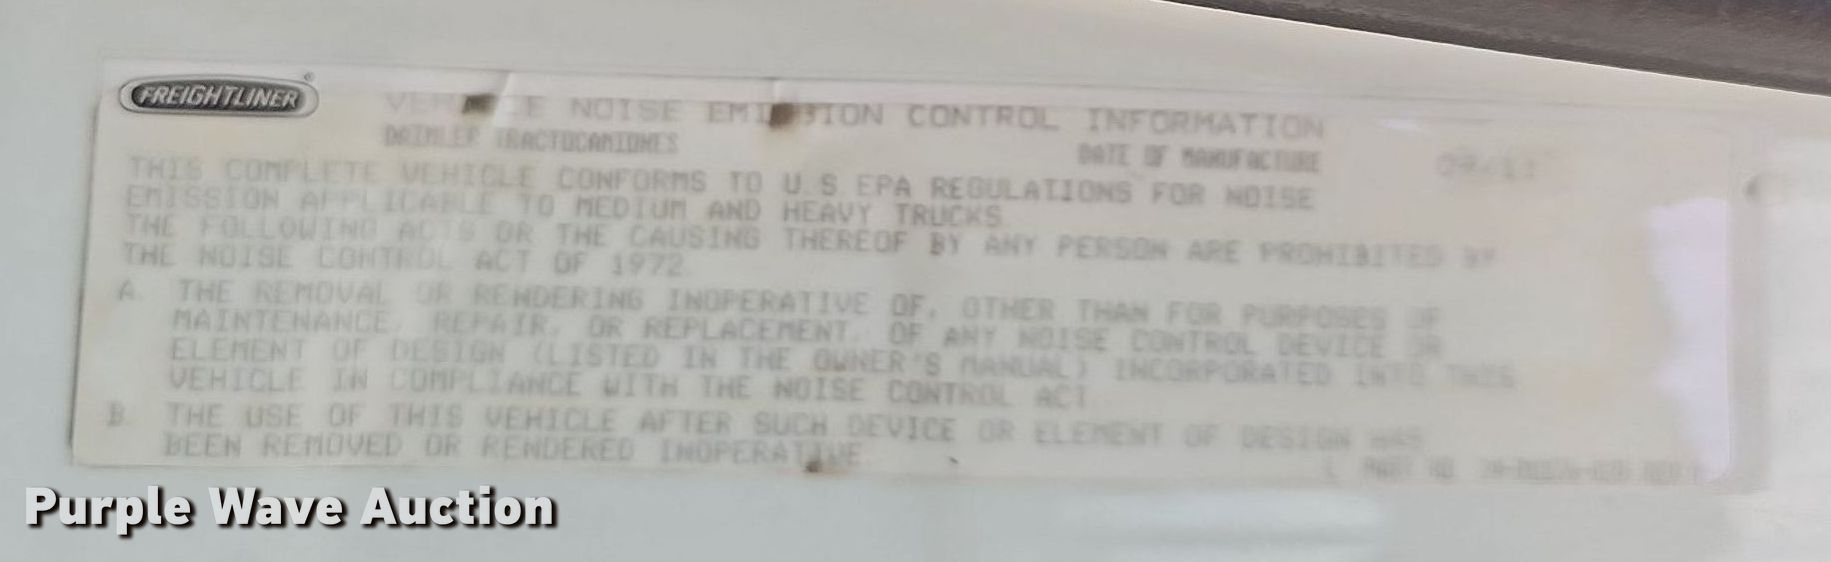 FREIGHTLINER
VEHICLE NOISE EMISSION CONTROL INFORMATION
DAIMLER TRACTOCAMIONES
DATE OF MANUFACTURE
THIS COMPLETE VEHICLE CONFORMS TO U.S. EPA REGULATIONS FOR NOISE
EMISSION APPLICABLE TO MEDIUM AND HEAVY TRUCKS.
THE FOLLOWING ACTS OR THE CAUSING THEREOF BY ANY PERSON ARE PROHIBITED BY
THE NOISE CONTROL ACT OF 1972.
A. THE REMOVAL OR RENDERING INOPERATIVE OF, OTHER THAN FOR PURPOSES OF
MAINTENANCE, REPAIR, OR REPLACEMENT, OF ANY NOISE CONTROL DEVICE OR
ELEMENT OF DESIGN (LISTED IN THE OWNER'S MANUAL) INCORPORATED INTO THIS
VEHICLE IN COMPLIANCE WITH THE NOISE CONTROL ACT.
B. THE USE OF THIS VEHICLE AFTER SUCH DEVICE OR ELEMENT OF DESIGN HAS
BEEN REMOVED OR RENDERED INOPERATIVE.
PART NO
Purple Wave Auction